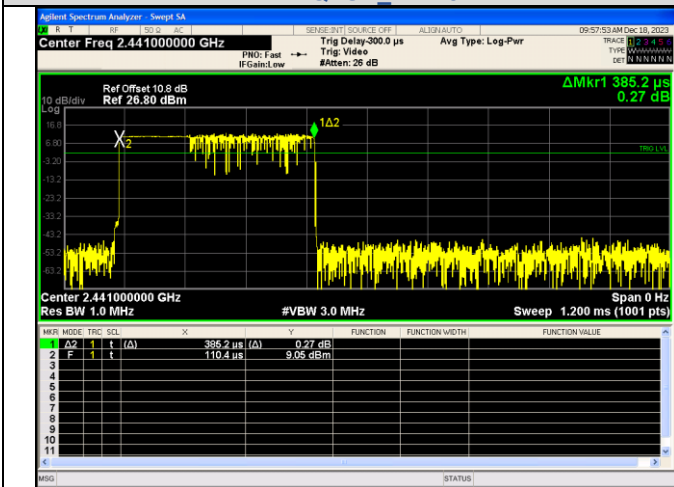 Agilent Spectrum Analyzer - Swept SA
R T RF 50 Ω AC SENSE:INT SOURCE OFF ALIGNAUTO 09:57:53 AM Dec 18, 2023
Center Freq 2.441000000 GHz
PNO: Fast
IFGain:Low
Trig Delay-300.0 µs
Trig: Video
#Atten: 26 dB
Avg Type: Log-Pwr
TRACE 1 2 3 4 5 6
TYPE WWWWWW
DET N N N N N N
ΔMkr1 385.2 µs
0.27 dB
Ref Offset 10.8 dB
10 dB/div Ref 26.80 dBm
Log
16.8
6.80
-3.20
-13.2
-23.2
-33.2
-43.2
-53.2
-63.2
X2
1Δ2
TRIG LVL
Center 2.441000000 GHz Span 0 Hz
Res BW 1.0 MHz #VBW 3.0 MHz Sweep 1.200 ms (1001 pts)
MKR MODE TRC SCL X Y FUNCTION FUNCTION WIDTH FUNCTION VALUE
1 Δ2 1 t (Δ) 385.2 µs (Δ) 0.27 dB
2 F 1 t 110.4 µs 9.05 dBm
3
4
5
6
7
8
9
10
11
MSG STATUS